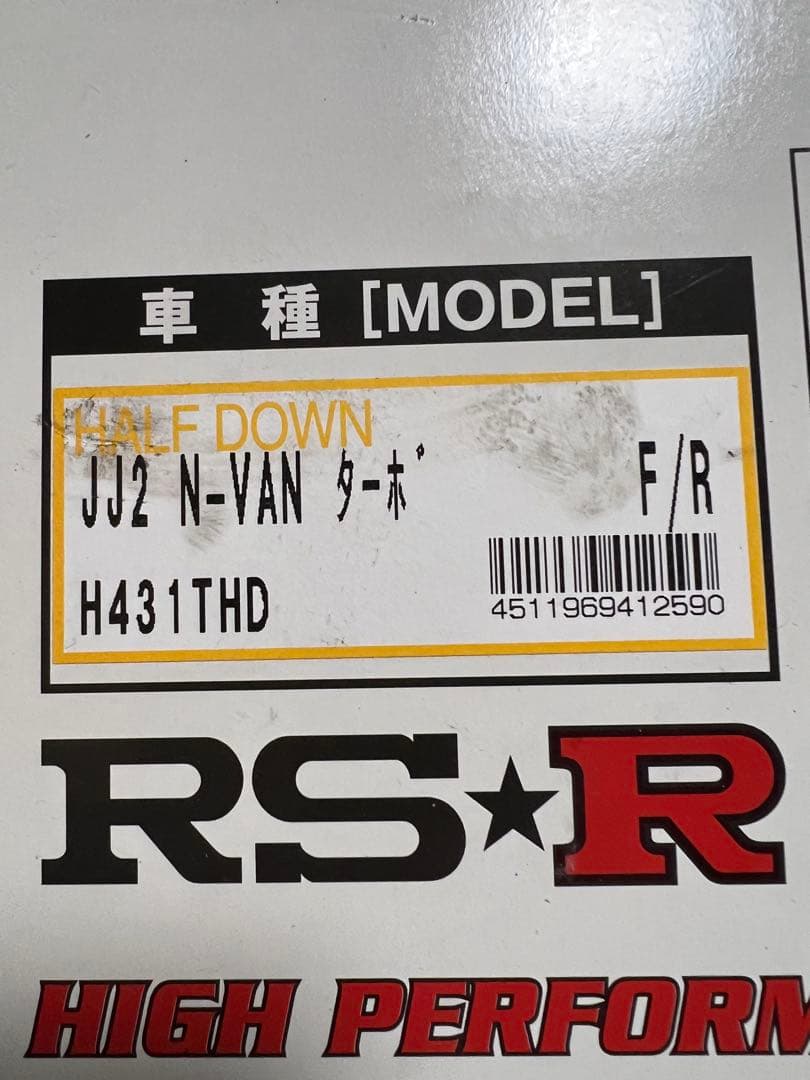 車種 [MODEL]
HALF DOWN
JJ2 N-VAN ターボ F/R
H431THD
4511969412590
RS★R
HIGH PERFORM